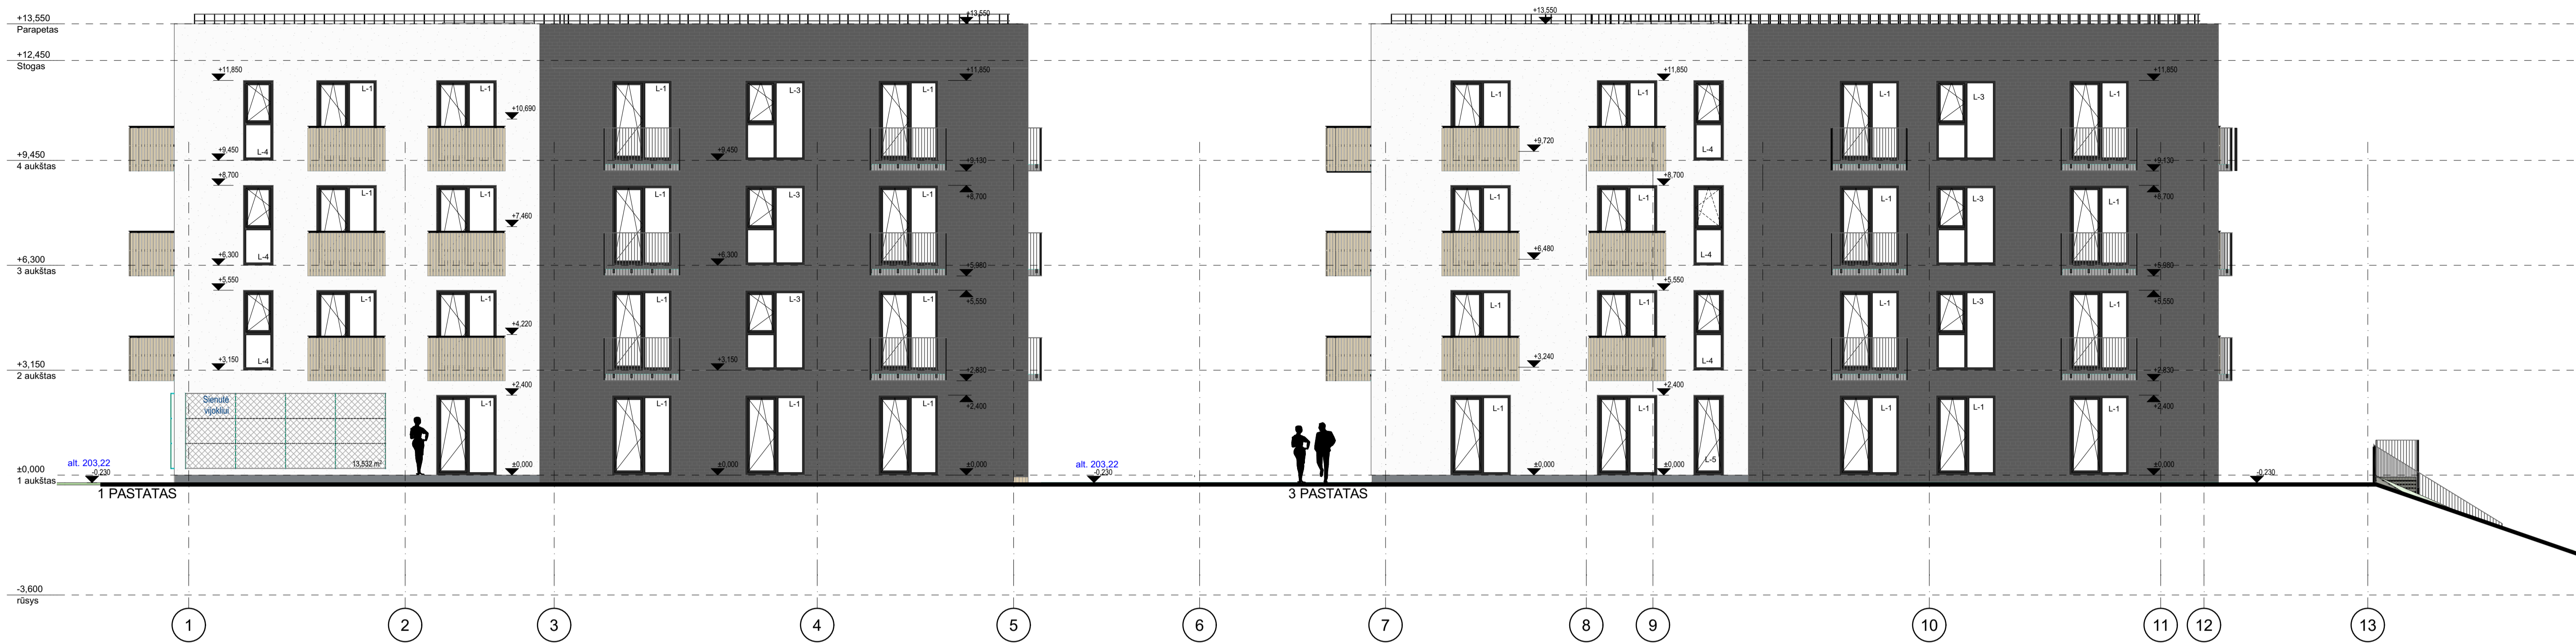 +13,550
Parapetas
+12,450
Stogas
+9,450
4 aukštas
+6,300
3 aukštas
+3,150
2 aukštas
±0,000
1 aukštas
-3,600
rūsys
alt. 203,22
-0,230
1 PASTATAS
+13,550
+11,850
L-1
L-1
+10,690
L-1
L-3
L-1
+11,850
L-4
+9,450
+9,450
+9,130
+8,700
L-1
L-1
+7,460
L-1
L-3
L-1
+8,700
L-4
+6,300
+6,300
+5,980
+5,550
L-1
L-1
+4,220
L-1
L-3
L-1
+5,550
L-4
+3,150
+3,150
+2,830
Sienutė
vijokliui
13,532 m²
+2,400
L-1
L-1
L-1
L-1
+2,400
±0,000
±0,000
±0,000
alt. 203,22
-0,230
3 PASTATAS
+13,550
L-1
L-1
+11,850
L-4
L-1
L-3
L-1
+11,850
+9,720
+9,130
L-1
L-1
+8,700
L-4
L-1
L-3
L-1
+8,700
+6,480
+5,980
L-1
L-1
+5,550
L-4
L-1
L-3
L-1
+5,550
+3,240
+2,830
L-1
L-1
+2,400
L-5
L-1
L-1
L-1
+2,400
±0,000
±0,000
±0,000
-0,230
1
2
3
4
5
6
7
8
9
10
11
12
13